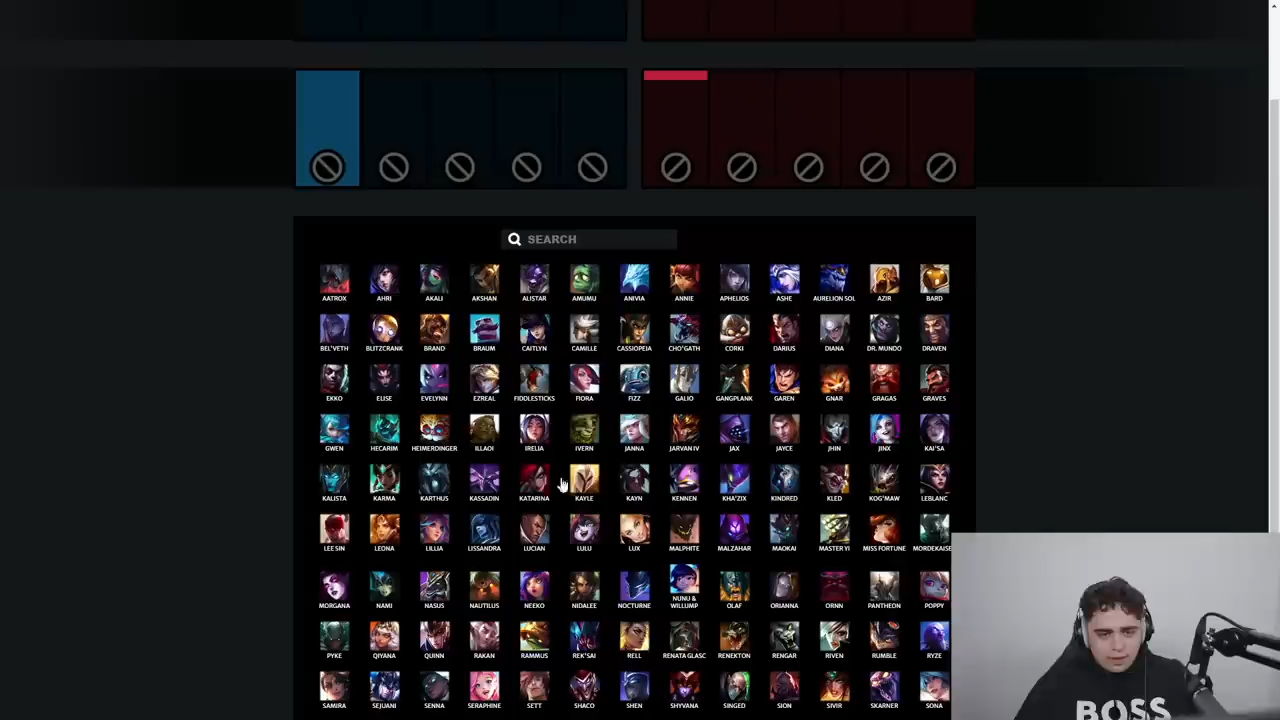 SEARCH
AATROX AHRI AKALI AKSHAN ALISTAR AMUMU ANIVIA ANNIE APHELIOS ASHE AURELION SOL AZIR BARD
BEL'VETH BLITZCRANK BRAND BRAUM CAITLYN CAMILLE CASSIOPEIA CHO'GATH CORKI DARIUS DIANA DR. MUNDO DRAVEN
EKKO ELISE EVELYNN EZREAL FIDDLESTICKS FIORA FIZZ GALIO GANGPLANK GAREN GNAR GRAGAS GRAVES
GWEN HECARIM HEIMERDINGER ILLAOI IRELIA IVERN JANNA JARVAN IV JAX JAYCE JHIN JINX KAI'SA
KALISTA KARMA KARTHUS KASSADIN KATARINA KAYLE KAYN KENNEN KHA'ZIX KINDRED KLED KOG'MAW LEBLANC
LEE SIN LEONA LILLIA LISSANDRA LUCIAN LULU LUX MALPHITE MALZAHAR MAOKAI MASTER YI MISS FORTUNE MORDEKAISE
MORGANA NAMI NASUS NAUTILUS NEEKO NIDALEE NOCTURNE NUNU & WILLUMP OLAF ORIANNA ORNN PANTHEON POPPY
PYKE QIYANA QUINN RAKAN RAMMUS REK'SAI RELL RENATA GLASC RENEKTON RENGAR RIVEN RUMBLE RYZE
SAMIRA SEJUANI SENNA SERAPHINE SETT SHACO SHEN SHYVANA SINGED SION SIVIR SKARNER SONA
BOSS